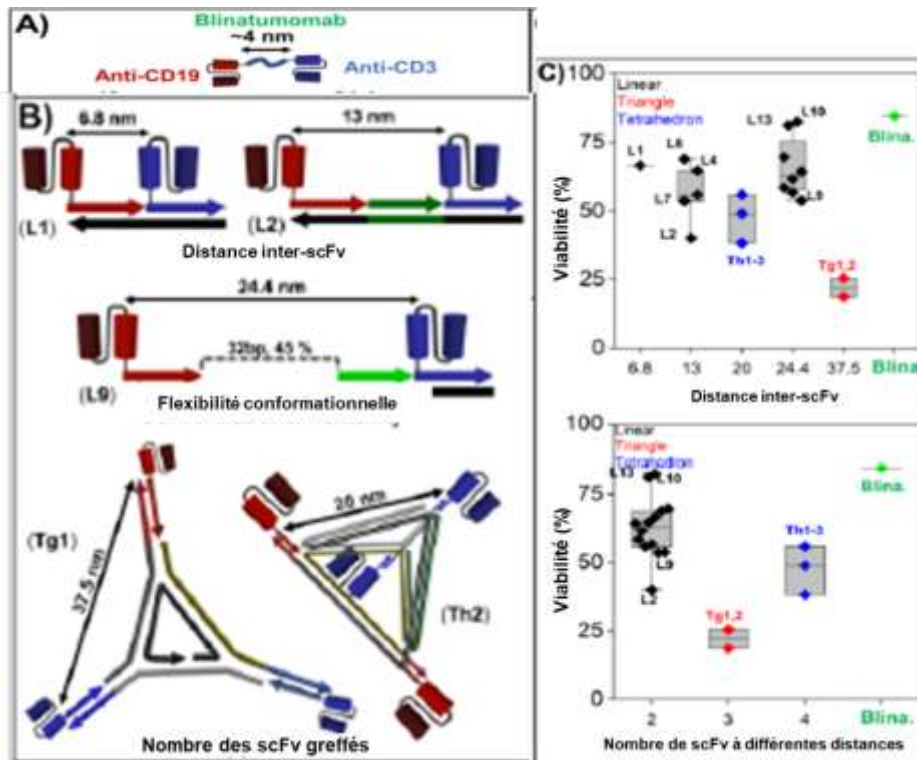 A)
Blinatumomab
~4 nm
Anti-CD19
Anti-CD3
B)
6.8 nm
13 nm
(L1)
(L2)
Distance inter-scFv
24.4 nm
32bp, 45 %
(L9)
Flexibilité conformationnelle
37.5 nm
(Tg1)
20 nm
(Th2)
Nombre des scFv greffés
C)
100
75
50
25
0
Viabilité (%)
Linear
Triangle
Tetrahedron
L1
L7
L4
L2
Th1-3
L13
L10
Tg1,2
Blina.
6.8
13
20
24.4
37.5
Blina.
Distance inter-scFv
100
75
50
25
0
Viabilité (%)
Linear
Triangle
Tetrahedron
L13
L10
L9
L2
Tg1,2
Th1-3
Blina.
2
3
4
Blina.
Nombre de scFv à différentes distances